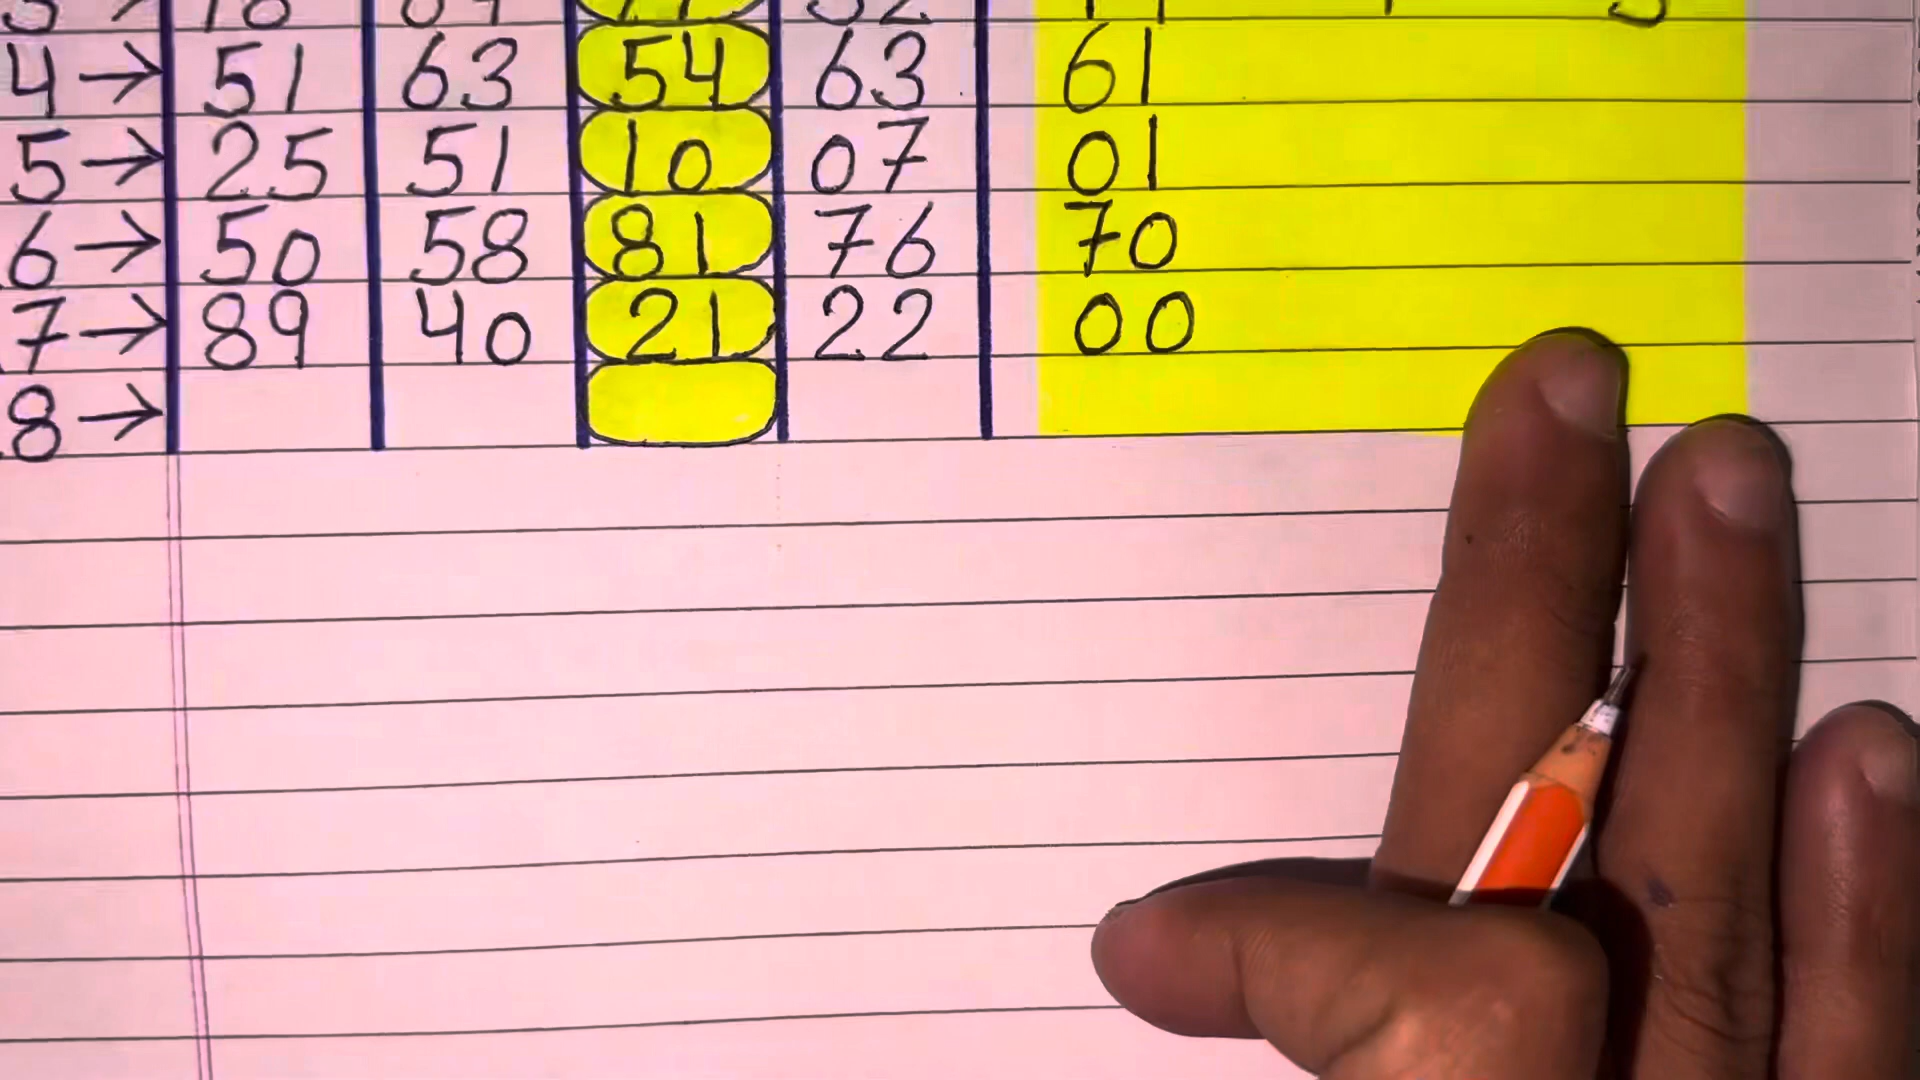 4 → 51 63 54 63 61
5 → 25 51 10 07 01
6 → 50 58 81 76 70
7 → 89 40 21 22 00
8 →